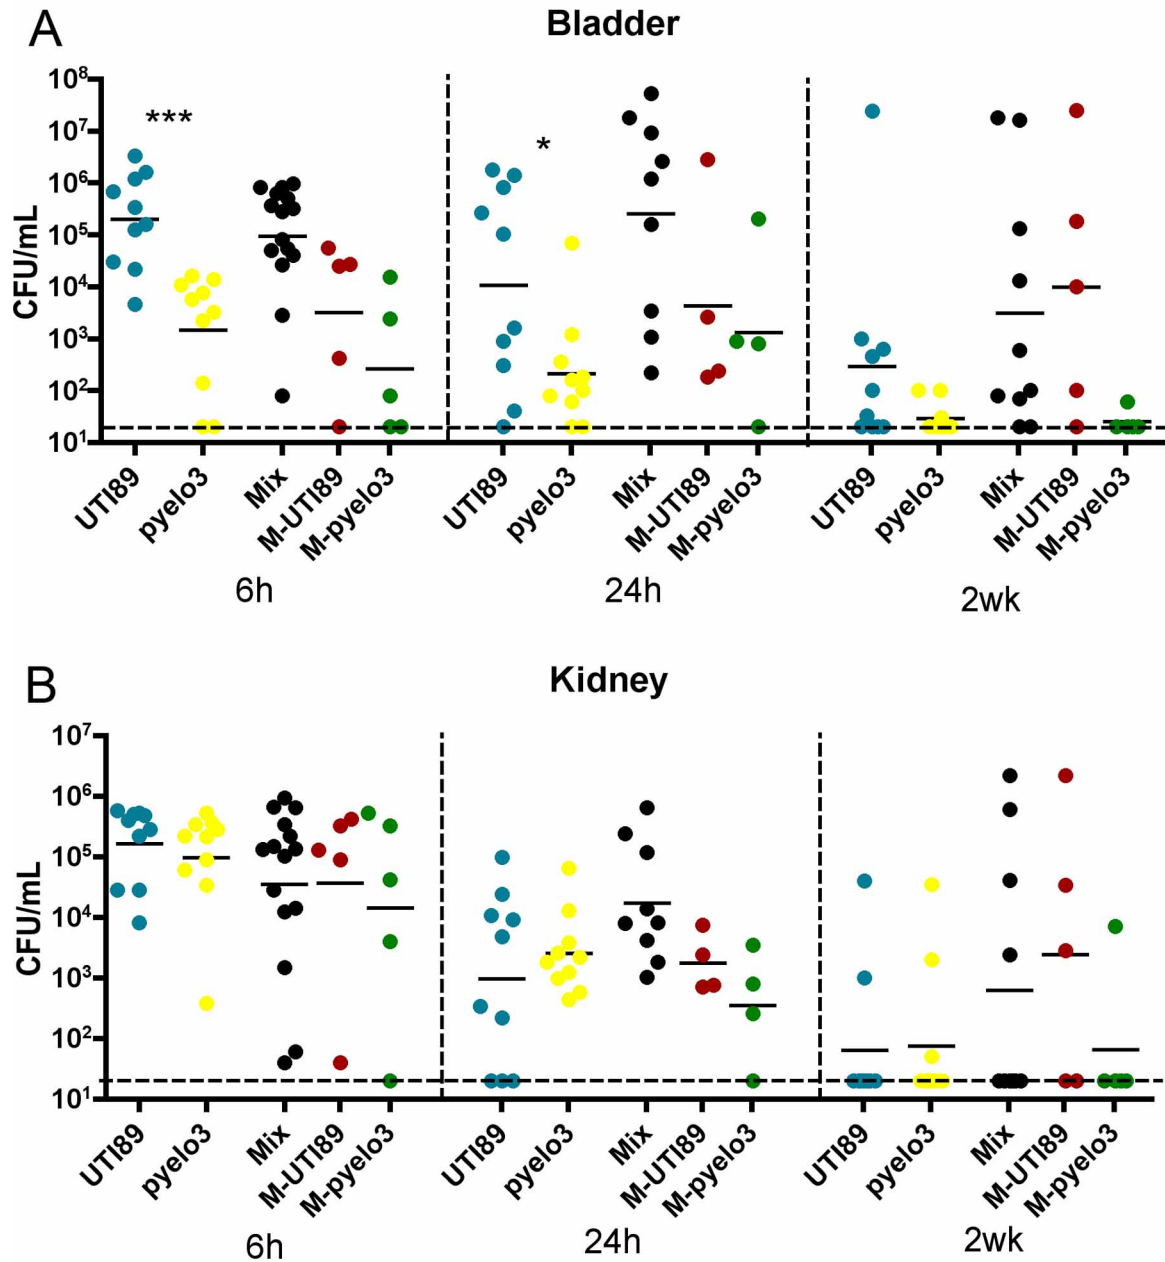 A
Bladder
CFU/mL
10⁸
10⁷
10⁶
10⁵
10⁴
10³
10²
10¹
***
*
UTI89
pyelo3
Mix
M-UTI89
M-pyelo3
UTI89
pyelo3
Mix
M-UTI89
M-pyelo3
UTI89
pyelo3
Mix
M-UTI89
M-pyelo3
6h
24h
2wk
B
Kidney
CFU/mL
10⁷
10⁶
10⁵
10⁴
10³
10²
10¹
UTI89
pyelo3
Mix
M-UTI89
M-pyelo3
UTI89
pyelo3
Mix
M-UTI89
M-pyelo3
UTI89
pyelo3
Mix
M-UTI89
M-pyelo3
6h
24h
2wk